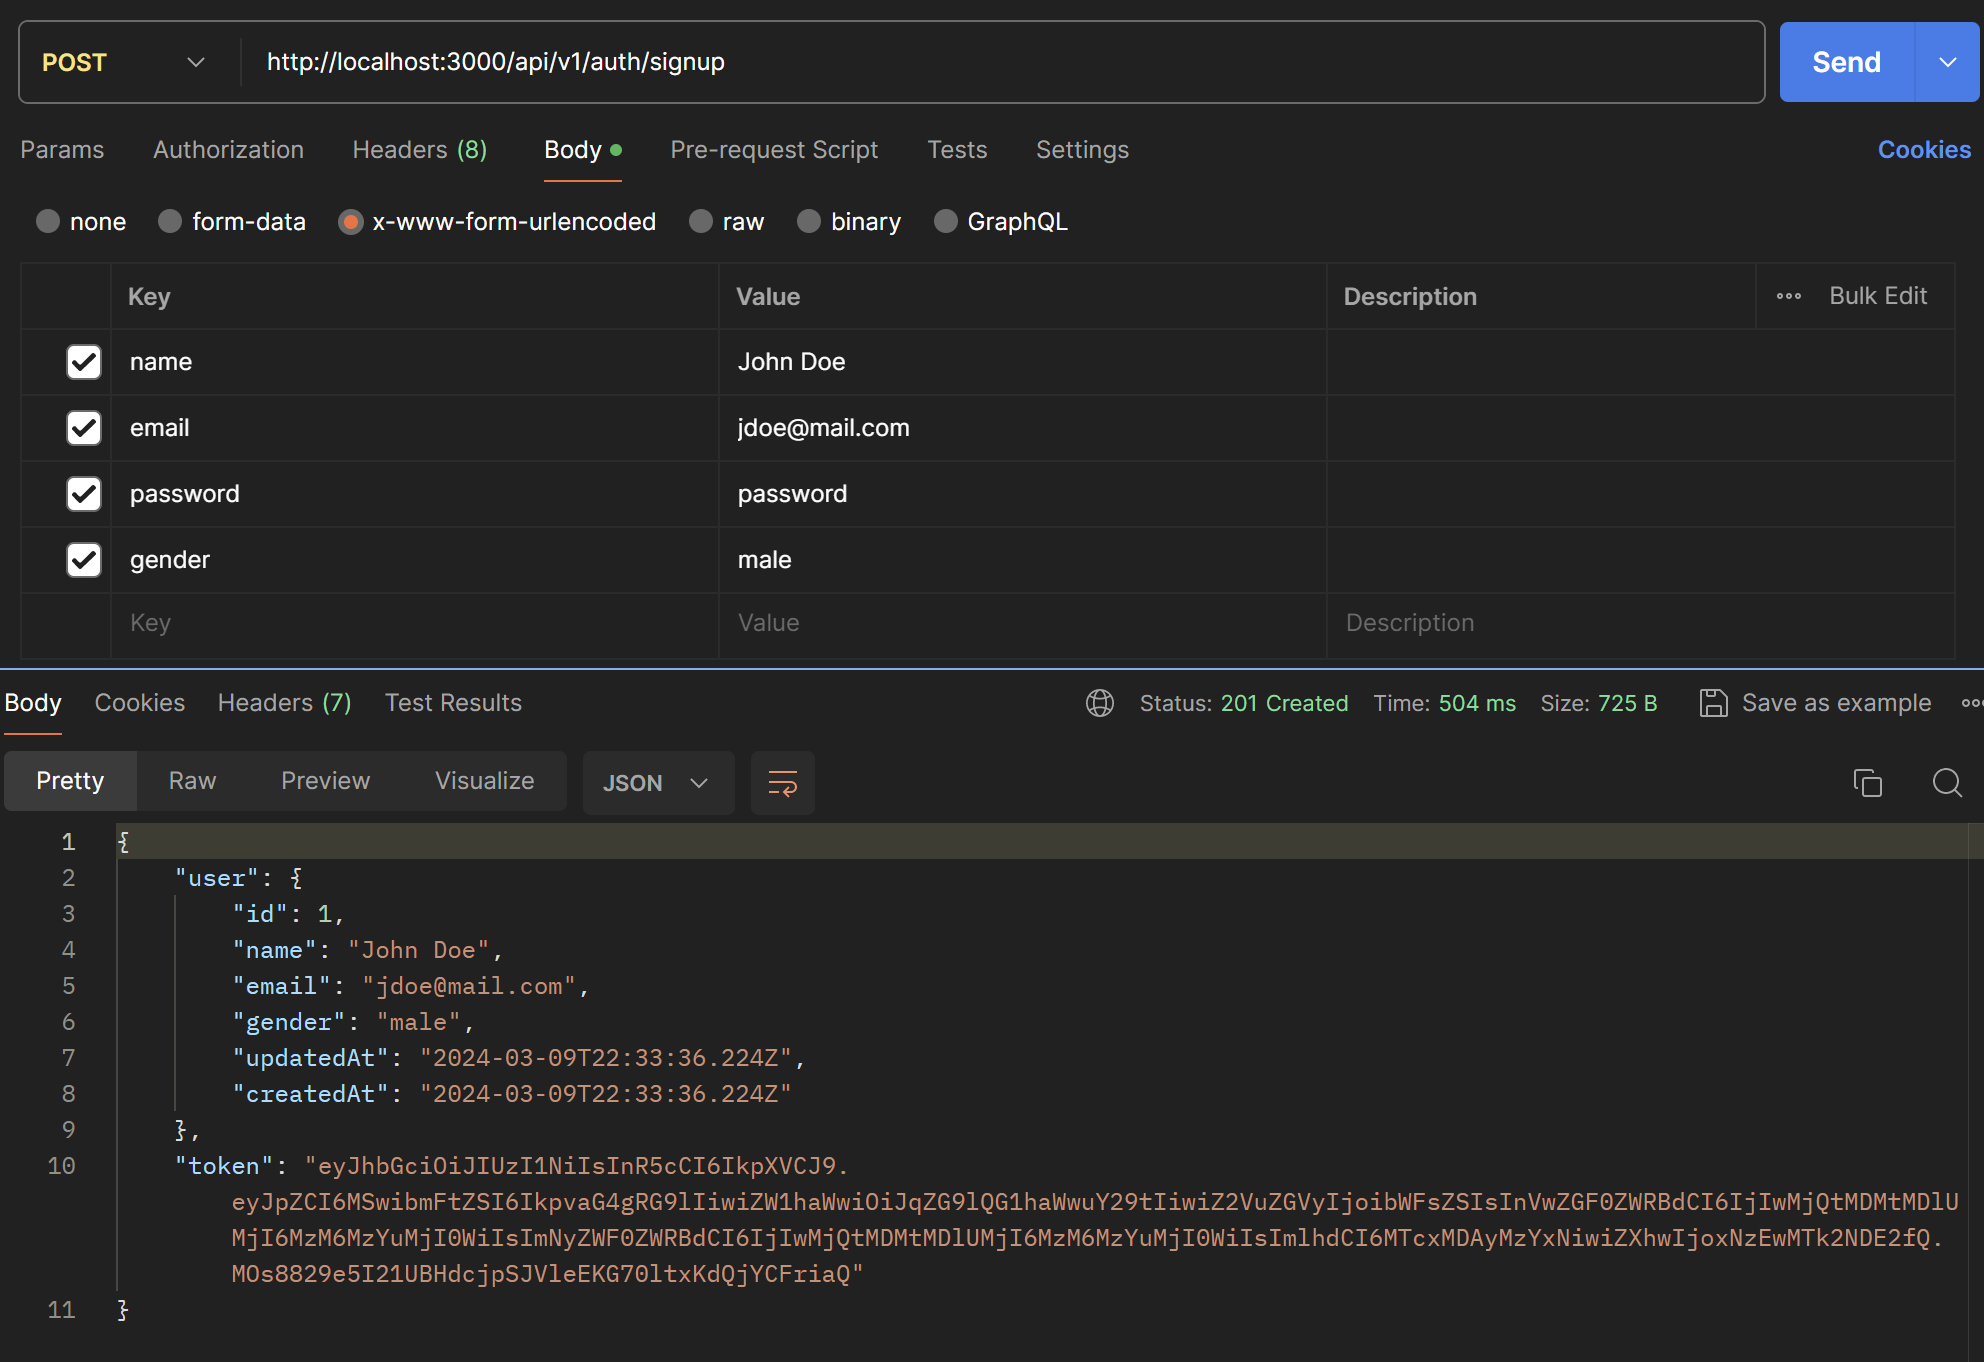 POST http://localhost:3000/api/v1/auth/signup Send
Params Authorization Headers (8) Body Pre-request Script Tests Settings Cookies
none form-data x-www-form-urlencoded raw binary GraphQL
Key Value Description Bulk Edit
name John Doe
email jdoe@mail.com
password password
gender male
Key Value Description
Body Cookies Headers (7) Test Results Status: 201 Created Time: 504 ms Size: 725 B Save as example
Pretty Raw Preview Visualize JSON
1 {
2 "user": {
3 "id": 1,
4 "name": "John Doe",
5 "email": "jdoe@mail.com",
6 "gender": "male",
7 "updatedAt": "2024-03-09T22:33:36.224Z",
8 "createdAt": "2024-03-09T22:33:36.224Z"
9 },
10 "token": "eyJhbGciOiJIUzI1NiIsInR5cCI6IkpXVCJ9.
eyJpZCI6MSwibmFtZSI6IkpvaG4gRG9lIiwiZW1haWwiOiJqZG9lQG1haWwuY29tIiwiZ2VuZGVyIjoibWFsZSIsInVwZGF0ZWRBdCI6IjIwMjQtMDMtMDlU
MjI6MzM6MzYuMjI0WiIsImNyZWF0ZWRBdCI6IjIwMjQtMDMtMDlUMjI6MzM6MzYuMjI0WiIsImlhdCI6MTcxMDAyMzYxNiwiZXhwIjoxNzEwMTk2NDE2fQ.
MOs8829e5I21UBHdcjpSJVleEKG70ltxKdQjYCFriaQ"
11 }